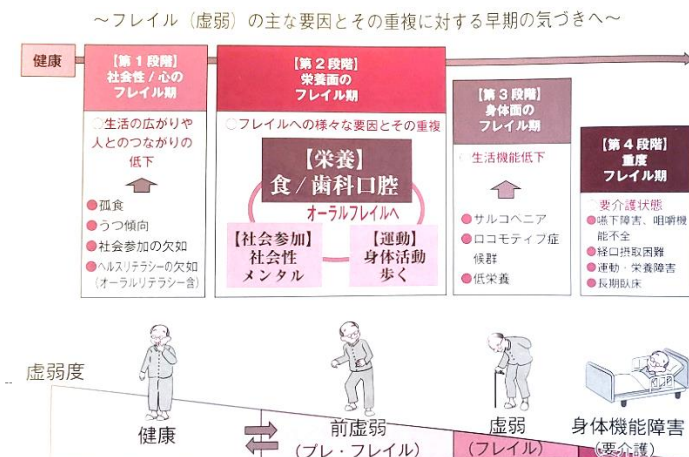 ～フレイル（虚弱）の主な要因とその重複に対する早期の気づきへ～
健康
【第１段階】
社会性/心の
フレイル期
○生活の広がりや
人とのつながりの
低下
●孤食
●うつ傾向
●社会参加の欠如
●ヘルスリテラシーの欠如
（オーラルリテラシー含）
【第２段階】
栄養面の
フレイル期
○フレイルへの様々な要因とその重複
【栄養】
食/歯科口腔
オーラルフレイルへ
【社会参加】
社会性
メンタル
【運動】
身体活動
歩く
【第３段階】
身体面の
フレイル期
○生活機能低下
●サルコペニア
●ロコモティブ症
候群
●低栄養
【第４段階】
重度
フレイル期
○要介護状態
●嚥下障害、咀嚼機
能不全
●経口摂取困難
●運動・栄養障害
●長期臥床
虚弱度
健康
前虚弱
（プレ・フレイル）
虚弱
（フレイル）
身体機能障害
（要介護）